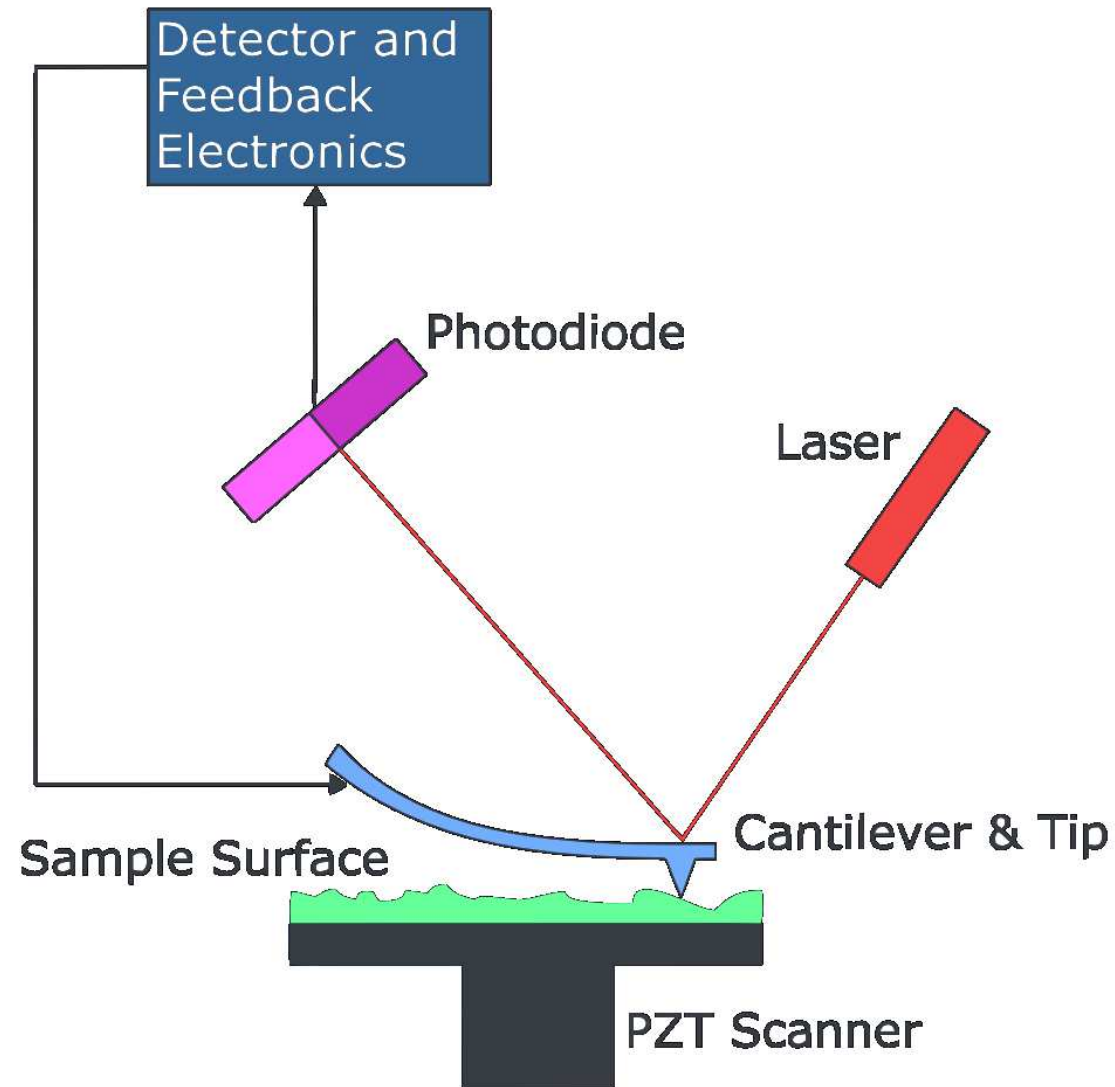 Detector and
Feedback
Electronics
Photodiode
Laser
Cantilever & Tip
Sample Surface
PZT Scanner